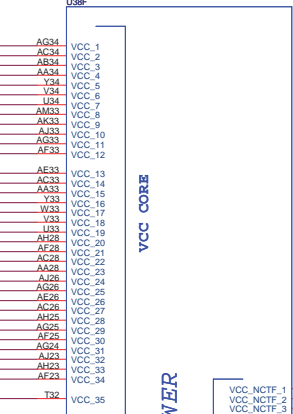 U38F
AG34 VCC_1
AC34 VCC_2
AB34 VCC_3
AA34 VCC_4
Y34 VCC_5
V34 VCC_6
U34 VCC_7
AM33 VCC_8
AK33 VCC_9
AJ33 VCC_10
AG33 VCC_11
AF33 VCC_12
AE33 VCC_13
AC33 VCC_14
AA33 VCC_15
Y33 VCC_16
W33 VCC_17
V33 VCC_18
U33 VCC_19
AH28 VCC_20
AF28 VCC_21
AC28 VCC_22
AA28 VCC_23
AJ26 VCC_24
AG26 VCC_25
AE26 VCC_26
AC26 VCC_27
AH25 VCC_28
AG25 VCC_29
AF25 VCC_30
AG24 VCC_31
AJ23 VCC_32
AH23 VCC_33
AF23 VCC_34
T32 VCC_35
VCC CORE
WER
VCC_NCTF_1
VCC_NCTF_2
VCC_NCTF_3